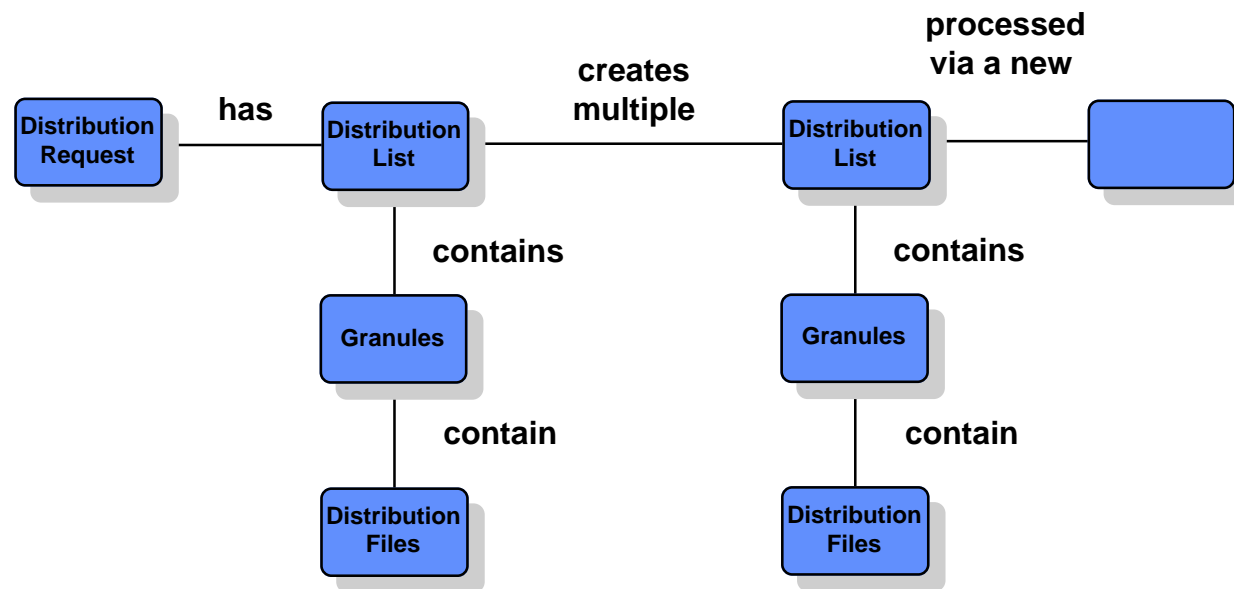 processed
via a new
creates
multiple
has
Distribution
Request
Distribution
List
Distribution
List
contains
contains
Granules
Granules
contain
contain
Distribution
Files
Distribution
Files